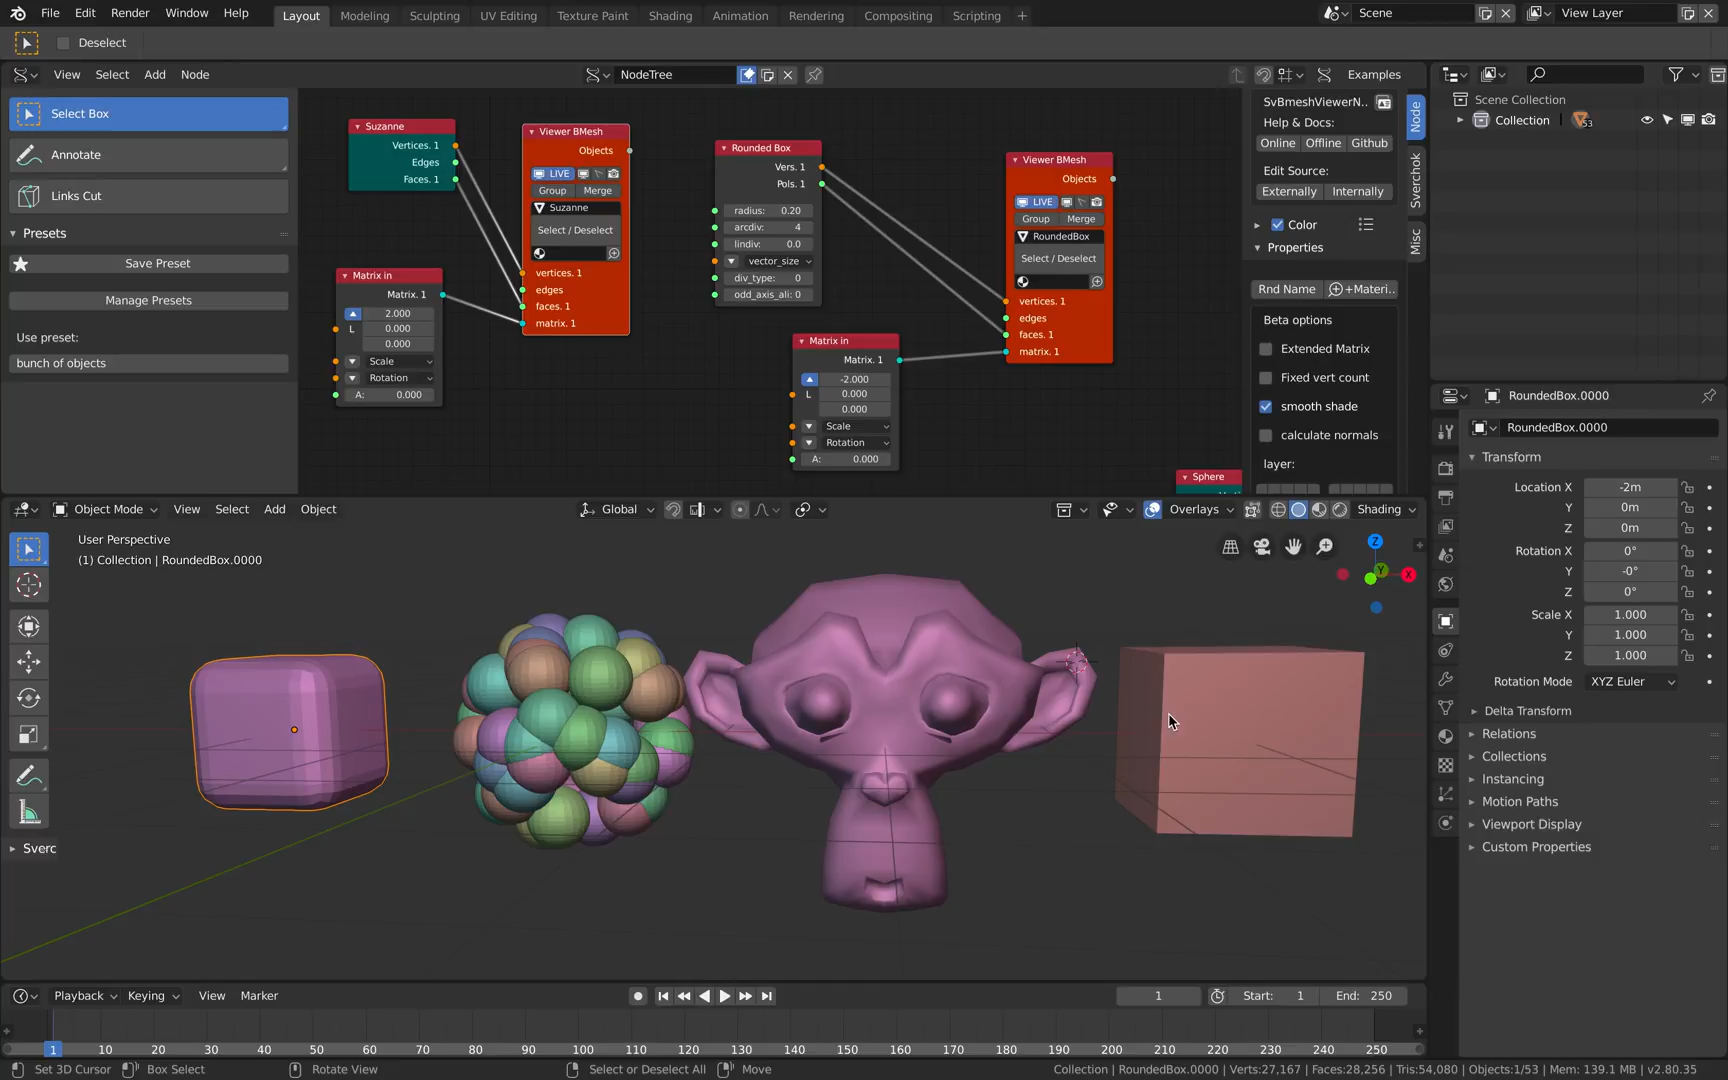 File Edit Render Window Help Layout Modeling Sculpting UV Editing Texture Paint Shading Animation Rendering Compositing Scripting + Scene View Layer
Deselect
View Select Add Node NodeTree Examples
Select Box
Annotate
Links Cut
Presets
Save Preset
Manage Presets
Use preset:
bunch of objects
Suzanne
Vertices. 1
Edges
Faces. 1
Matrix in
Matrix. 1
2.000
L 0.000
0.000
Scale
Rotation
A: 0.000
Viewer BMesh
Objects
LIVE
Group Merge
Suzanne
Select / Deselect
vertices. 1
edges
faces. 1
matrix. 1
Rounded Box
Vers. 1
Pols. 1
radius: 0.20
arcdiv: 4
lindiv: 0.0
vector_size
div_type: 0
odd_axis_ali: 0
Matrix in
Matrix. 1
-2.000
L 0.000
0.000
Scale
Rotation
A: 0.000
Viewer BMesh
Objects
LIVE
Group Merge
RoundedBox
Select / Deselect
vertices. 1
edges
faces. 1
matrix. 1
Sphere
SvBmeshViewerN..
Help & Docs:
Online Offline Github
Edit Source:
Externally Internally
Color
Properties
Rnd Name +Materi..
Beta options
Extended Matrix
Fixed vert count
smooth shade
calculate normals
layer:
Node
Sverchok
Misc
Scene Collection
Collection 53
RoundedBox.0000
RoundedBox.0000
Transform
Location X -2m
Y 0m
Z 0m
Rotation X 0°
Y -0°
Z 0°
Scale X 1.000
Y 1.000
Z 1.000
Rotation Mode XYZ Euler
Delta Transform
Relations
Collections
Instancing
Motion Paths
Viewport Display
Custom Properties
Object Mode View Select Add Object Global Overlays Shading
User Perspective
(1) Collection | RoundedBox.0000
Z
Y
X
Sverc
Playback Keying View Marker 1 Start: 1 End: 250
1 10 20 30 40 50 60 70 80 90 100 110 120 130 140 150 160 170 180 190 200 210 220 230 240 250
Set 3D Cursor Box Select Rotate View Select or Deselect All Move Collection | RoundedBox.0000 | Verts:27,167 | Faces:28,256 | Tris:54,080 | Objects:1/53 | Mem: 139.1 MB | v2.80.35